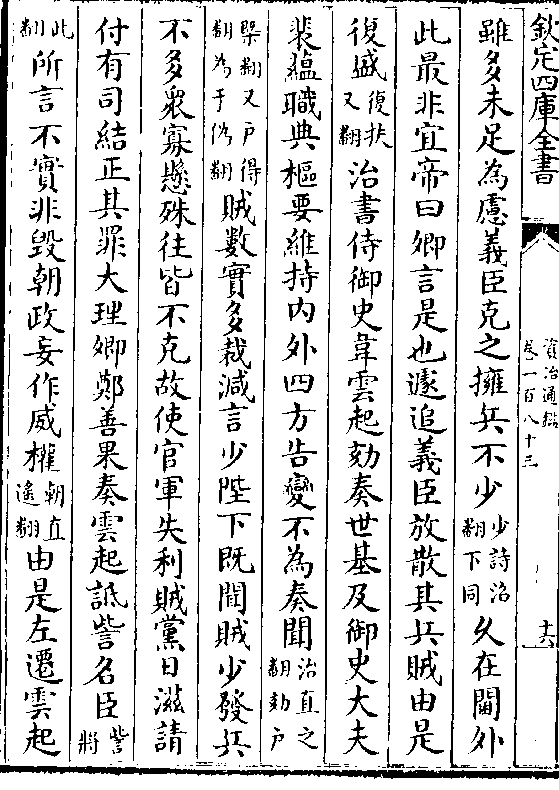 欽定四庫全書
資治通鑑
卷一百八十三
十六
雖多未足為慮義臣克之擁兵不少少詩沼翻下同久在閫外
此最非宜帝曰卿言是也遽追義臣放散其兵賊由是
復盛復扶又翻治書侍御史韋雲起劾奏世基及御史大夫
裴蘊職典樞要維持內外四方告變不為奏聞治直之翻劾戶
槩翻又戶得翻為于偽翻賊數實多裁減言少陛下既聞賊少發兵
不多衆寡懸殊往皆不克故使官軍失利賊黨日滋請
付有司結正其罪大理卿鄭善果奏雲起詆訾名臣訾將
此翻所言不實非毀朝政妄作威權朝直遙翻由是左遷雲起